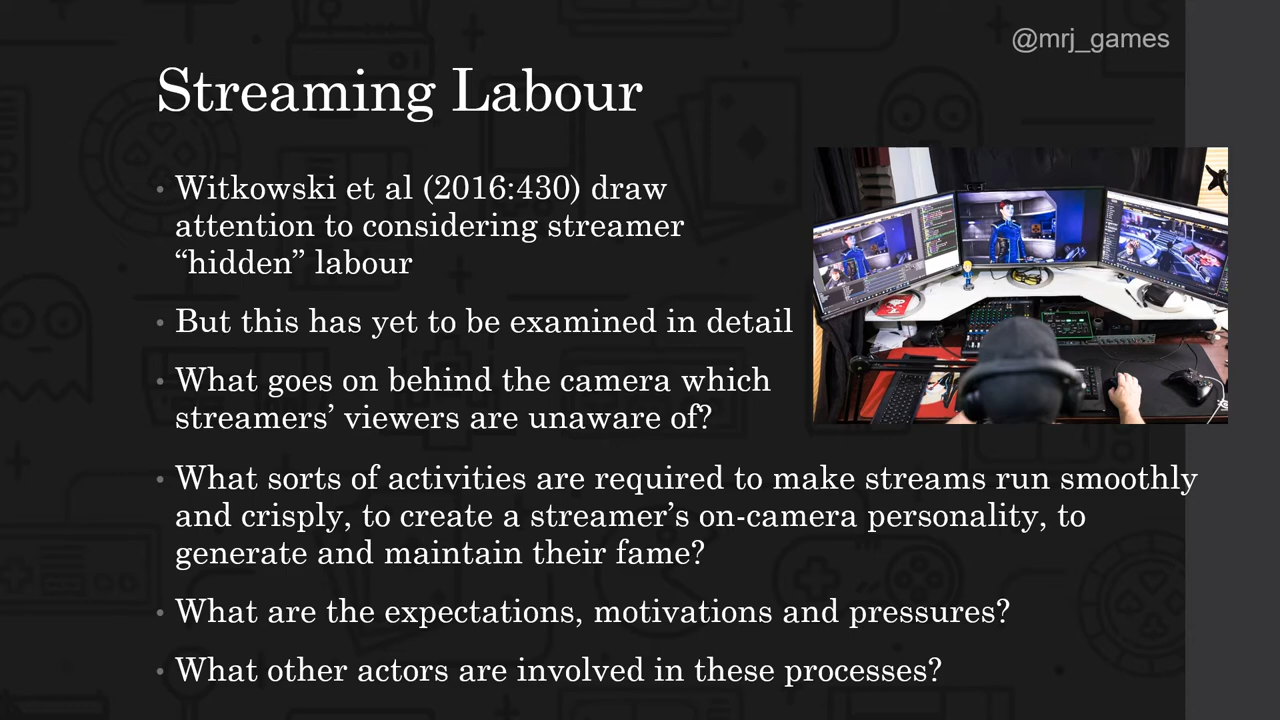 @mrj_games
Streaming Labour
• Witkowski et al (2016:430) draw
attention to considering streamer
“hidden” labour
• But this has yet to be examined in detail
• What goes on behind the camera which
streamers’ viewers are unaware of?
• What sorts of activities are required to make streams run smoothly
and crisply, to create a streamer’s on-camera personality, to
generate and maintain their fame?
• What are the expectations, motivations and pressures?
• What other actors are involved in these processes?